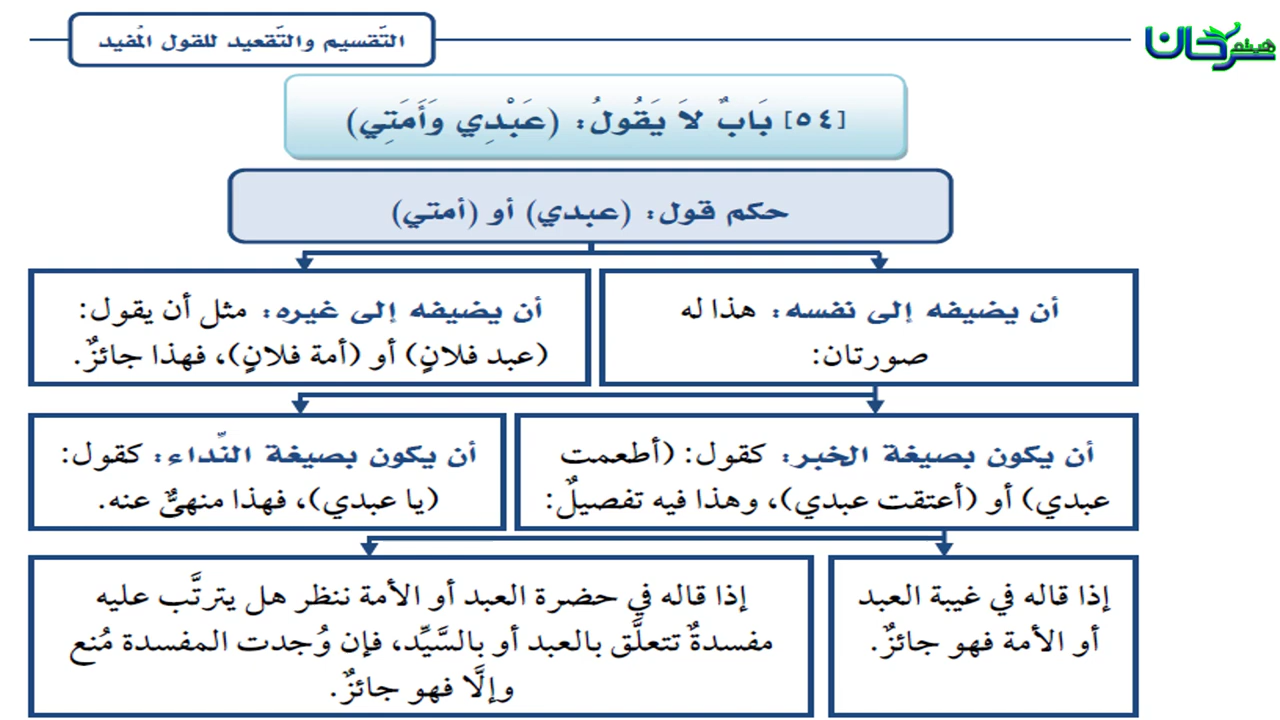 التَّقسيم والتَّقعيد للقول المُفيد
هيثم
سرحان
[٥٤] بَابٌ لاَ يَقُولُ: (عَبْدِي وَأَمَتِي)
حكم قول: (عبدي) أو (أمتي)
أن يضيفه إلى نفسه: هذا له
صورتان:
أن يضيفه إلى غيره: مثل أن يقول:
(عبد فلانٍ) أو (أمة فلانٍ)، فهذا جائزٌ.
أن يكون بصيغة الخبر: كقول: (أطعمت
عبدي) أو (أعتقت عبدي)، وهذا فيه تفصيلٌ:
أن يكون بصيغة النِّداء: كقول:
(يا عبدي)، فهذا منهيٌّ عنه.
إذا قاله في غيبة العبد
أو الأمة فهو جائزٌ.
إذا قاله في حضرة العبد أو الأمة ننظر هل يترتَّب عليه
مفسدةٌ تتعلَّق بالعبد أو بالسَّيِّد، فإن وُجدت المفسدة مُنع
وإلَّا فهو جائزٌ.